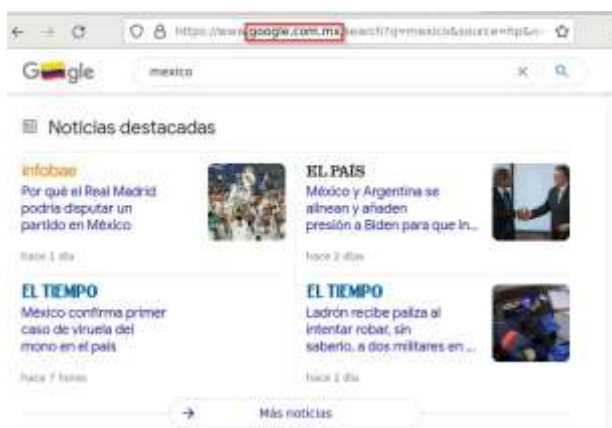 https://www.google.com.mx/search?q=mexico&source=hp&
G gle
mexico
Noticias destacadas
infobae
Por qué el Real Madrid
podría disputar un
partido en México
hace 1 día
EL PAÍS
México y Argentina se
alinean y añaden
presión a Biden para que in...
hace 2 días
EL TIEMPO
México confirma primer
caso de viruela del
mono en el país
hace 7 horas
EL TIEMPO
Ladrón recibe paliza al
intentar robar, sin
saberlo, a dos militares en ...
hace 1 día
Más noticias